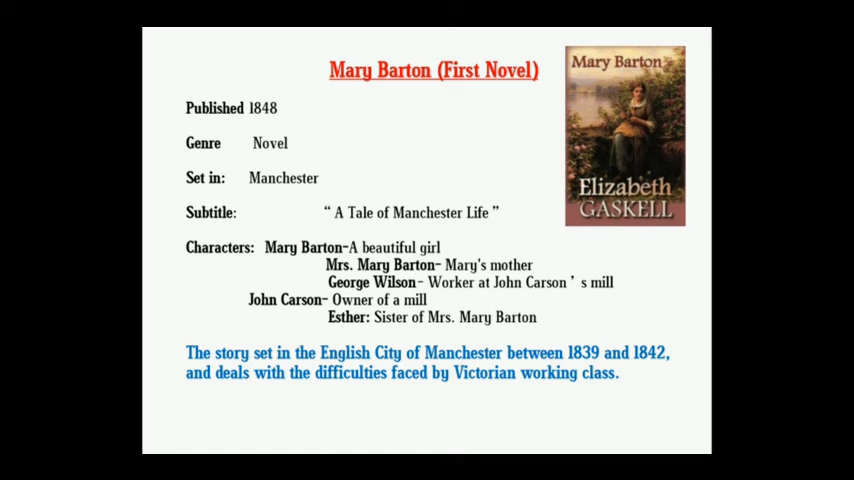 Mary Barton (First Novel)
Mary Barton
Elizabeth
GASKELL
Published 1848
Genre Novel
Set in: Manchester
Subtitle: “ A Tale of Manchester Life ”
Characters: Mary Barton-A beautiful girl
Mrs. Mary Barton- Mary's mother
George Wilson- Worker at John Carson ’ s mill
John Carson- Owner of a mill
Esther: Sister of Mrs. Mary Barton
The story set in the English City of Manchester between 1839 and 1842,
and deals with the difficulties faced by Victorian working class.